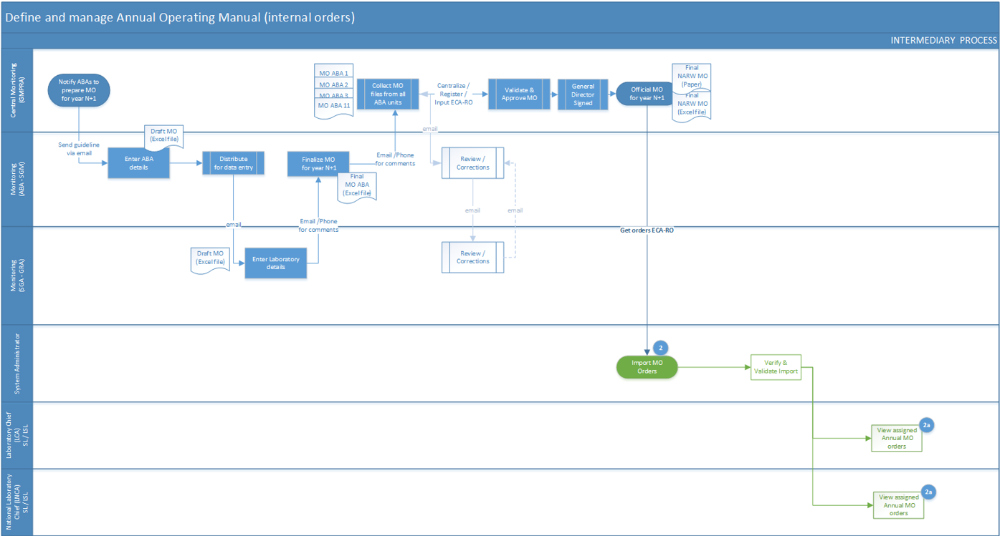 Define and manage Annual Operating Manual (internal orders)
INTERMEDIARY PROCESS
Central Monitoring
(SMPRA)
Notify ABAs to
prepare MO
for year N+1
MO ABA 1
MO ABA 2
MO ABA 3
MO ABA 11
Collect MO
files from all
ABA units
Centralize /
Register /
Input ECA-RO
Validate &
Approve MO
General
Director
Signed
Official MO
for year N+1
Final
NARW MO
(Paper)
Final
NARW MO
(Excel file)
email
Monitoring
(ABA - SGM)
Send guideline
via email
Draft MO
(Excel file)
Enter ABA
details
Distribute
for data entry
Finalize MO
for year N+1
Final
MO ABA
(Excel file)
Email /Phone
for comments
Review /
Corrections
email
email
email
Email /Phone
for comments
Get orders ECA-RO
Monitoring
(SGA - GRA)
Draft MO
(Excel file)
Enter Laboratory
details
Review /
Corrections
System Administrator
2
Import MO
Orders
Verify &
Validate Import
Laboratory Chief
(LCA)
SL / LSL
2a
View assigned
Annual MO
orders
National Laboratory
Chief (LNCA)
SL / LSL
2a
View assigned
Annual MO
orders